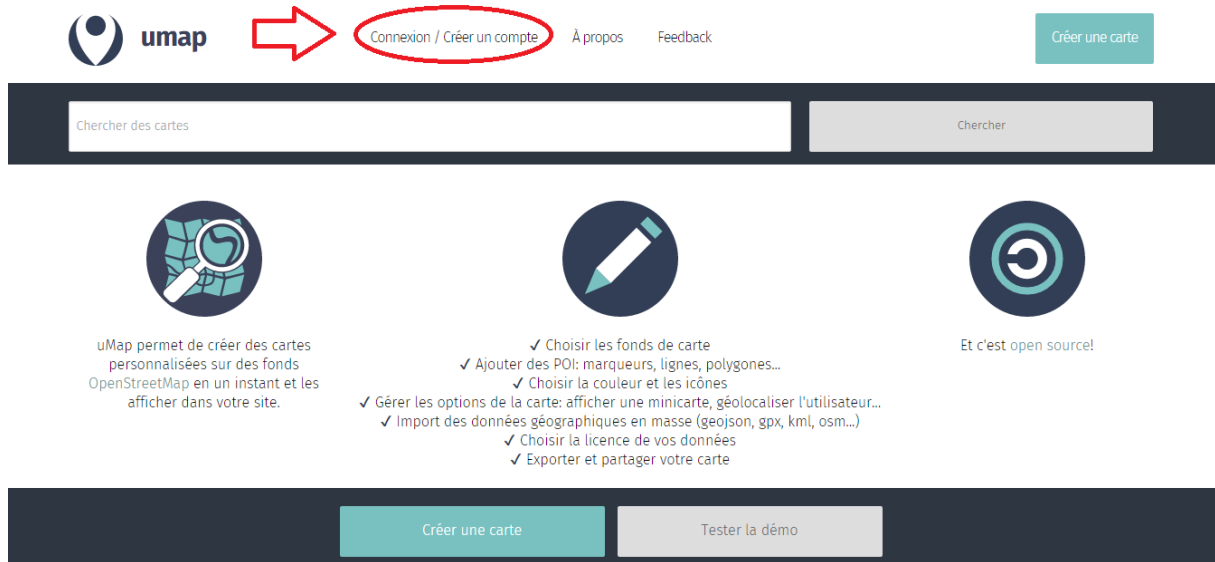 umap
Connexion / Créer un compte
À propos
Feedback
Créer une carte
Chercher des cartes
Chercher
uMap permet de créer des cartes
personnalisées sur des fonds
OpenStreetMap en un instant et les
afficher dans votre site.
✓ Choisir les fonds de carte
✓ Ajouter des POI: marqueurs, lignes, polygones...
✓ Choisir la couleur et les icônes
✓ Gérer les options de la carte: afficher une minicarte, géolocaliser l'utilisateur...
✓ Import des données géographiques en masse (geojson, gpx, kml, osm...)
✓ Choisir la licence de vos données
✓ Exporter et partager votre carte
Et c'est open source!
Créer une carte
Tester la démo